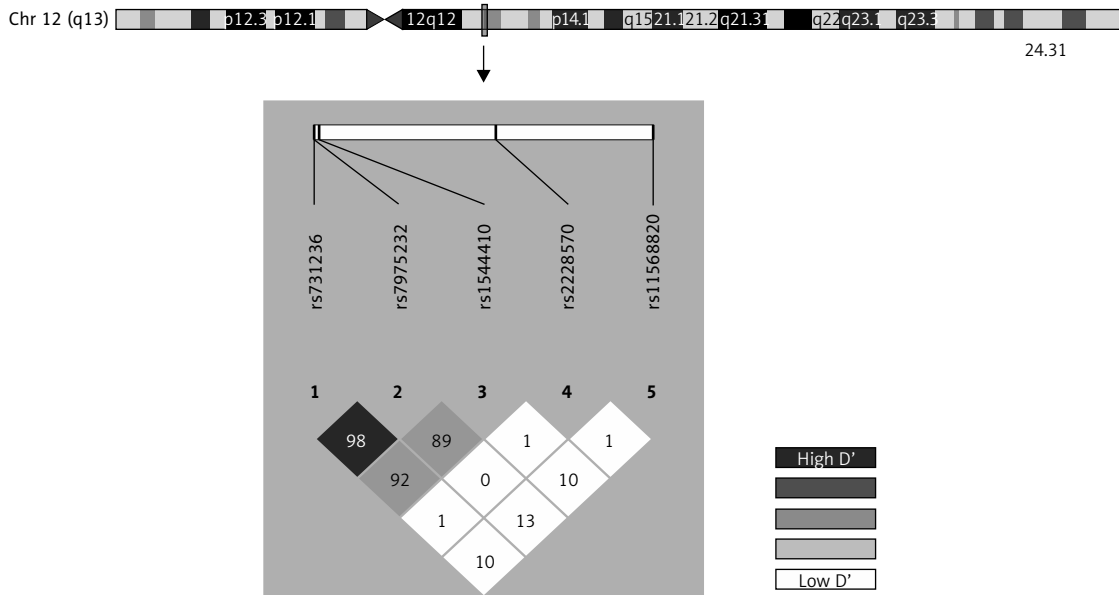 Chr 12 (q13) p12.3 p12.1 12q12 p14.1 q15 21.1 21.2 q21.31 q22 q23.1 q23.3
24.31
rs731236
rs7975232
rs1544410
rs2228570
rs11568820
1 2 3 4 5
98 89 1 1
92 0 10
1 13
10
High D’
Low D’